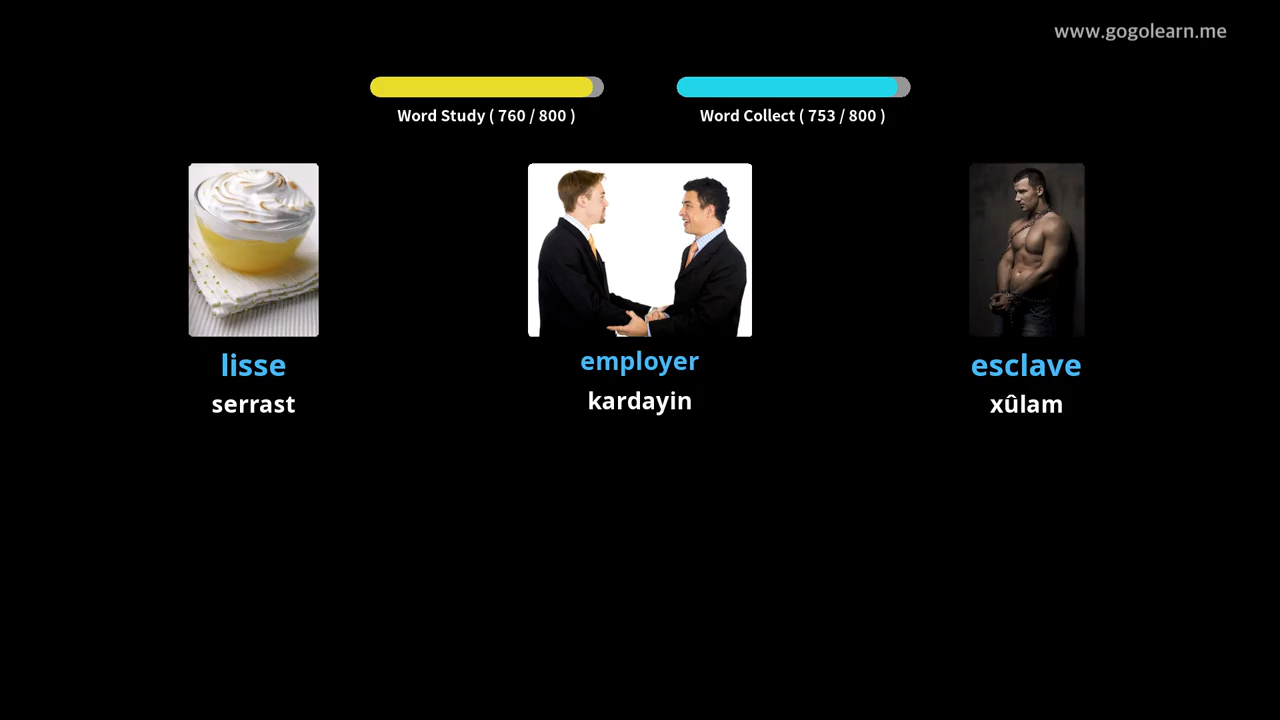 www.gogolearn.me
Word Study ( 760 / 800 )
Word Collect ( 753 / 800 )
lisse
employer
esclave
serrast
kardayin
xûlam